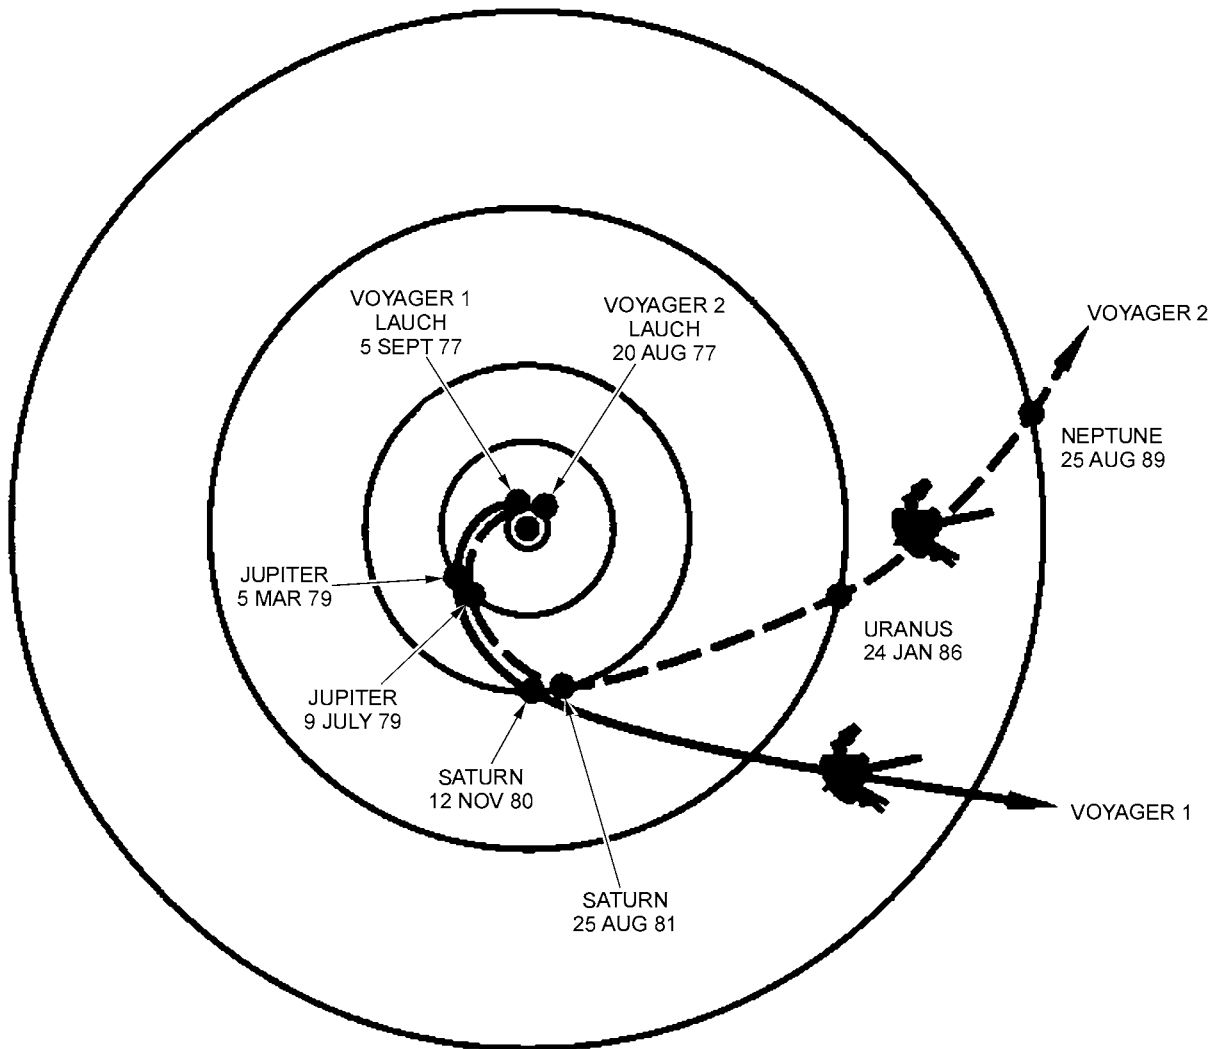 VOYAGER 1
LAUCH
5 SEPT 77
VOYAGER 2
LAUCH
20 AUG 77
VOYAGER 2
NEPTUNE
25 AUG 89
JUPITER
5 MAR 79
URANUS
24 JAN 86
JUPITER
9 JULY 79
SATURN
12 NOV 80
VOYAGER 1
SATURN
25 AUG 81